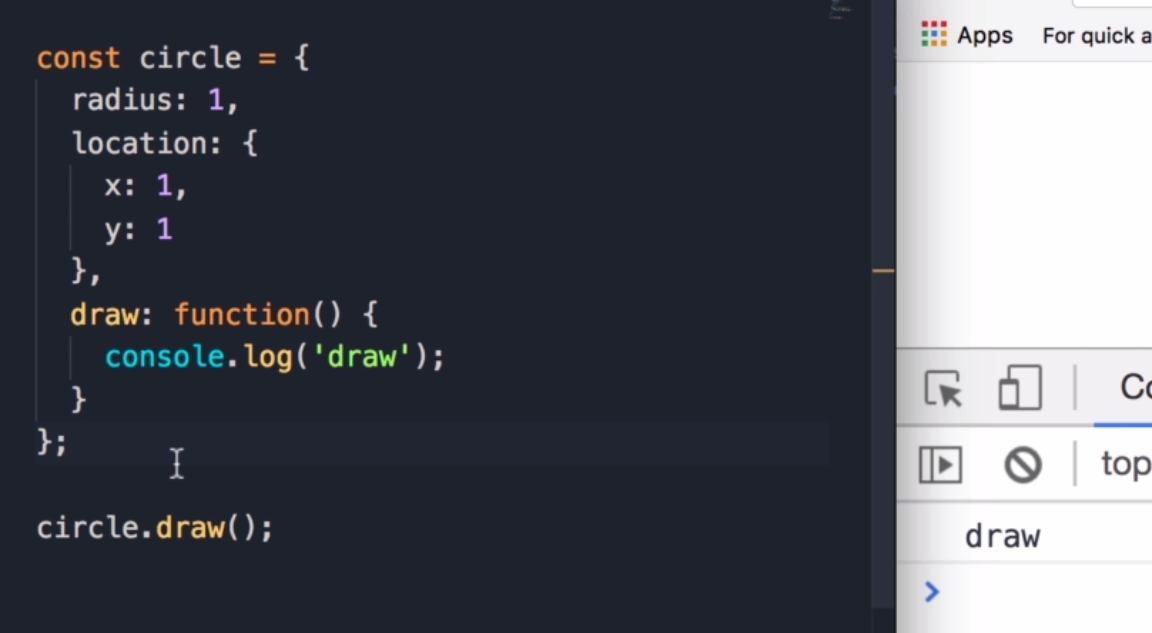 const circle = {
  radius: 1,
  location: {
    x: 1,
    y: 1
  },
  draw: function() {
    console.log('draw');
  }
};
circle.draw();
Apps For quick a
Co
top
draw